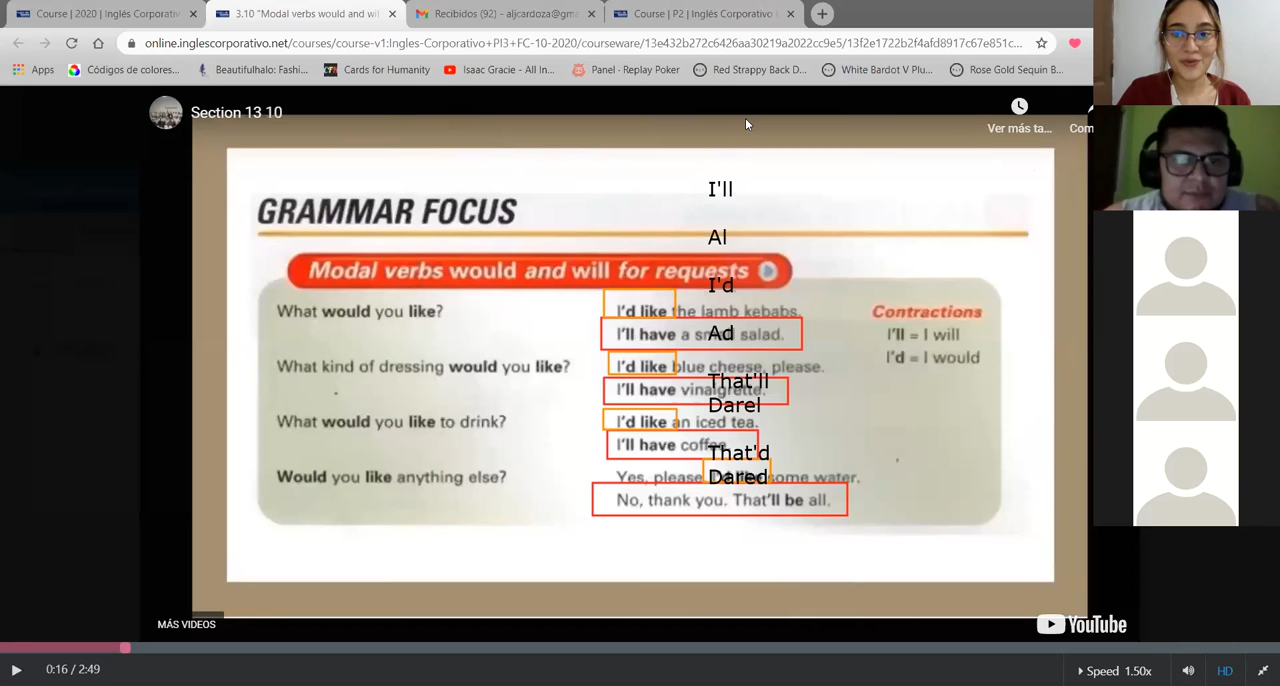 Course | 2020 | Inglés Corporativo
3.10 "Modal verbs would and wil
Recibidos (92) - aljcardoza@gma
Course | P2 | Inglés Corporativo
online.inglescorporativo.net/courses/course-v1:Ingles-Corporativo+PI3+FC-10-2020/courseware/13e432b272c6426aa30219a2022cc9e5/13f2e1722b2f4afd8917c67e851c...
Apps
Códigos de colores...
Beautifulhalo: Fashi...
Cards for Humanity
Isaac Gracie - All In...
Panel · Replay Poker
Red Strappy Back D...
White Bardot V Plu...
Rose Gold Sequin B...
Section 13 10
Ver más ta...
Com
GRAMMAR FOCUS
Modal verbs would and will for requests
What would you like?
I'd like the lamb kebabs.
I'll have a small salad.
What kind of dressing would you like?
I'd like blue cheese, please.
I'll have vinaigrette.
What would you like to drink?
I'd like an iced tea.
I'll have coffee.
Would you like anything else?
Yes, please. I'd like some water.
No, thank you. That'll be all.
Contractions
I'll = I will
I'd = I would
I'll
Al
I'd
Ad
That'll
Darel
That'd
Dared
MÁS VIDEOS
YouTube
0:16 / 2:49
Speed 1.50x
HD